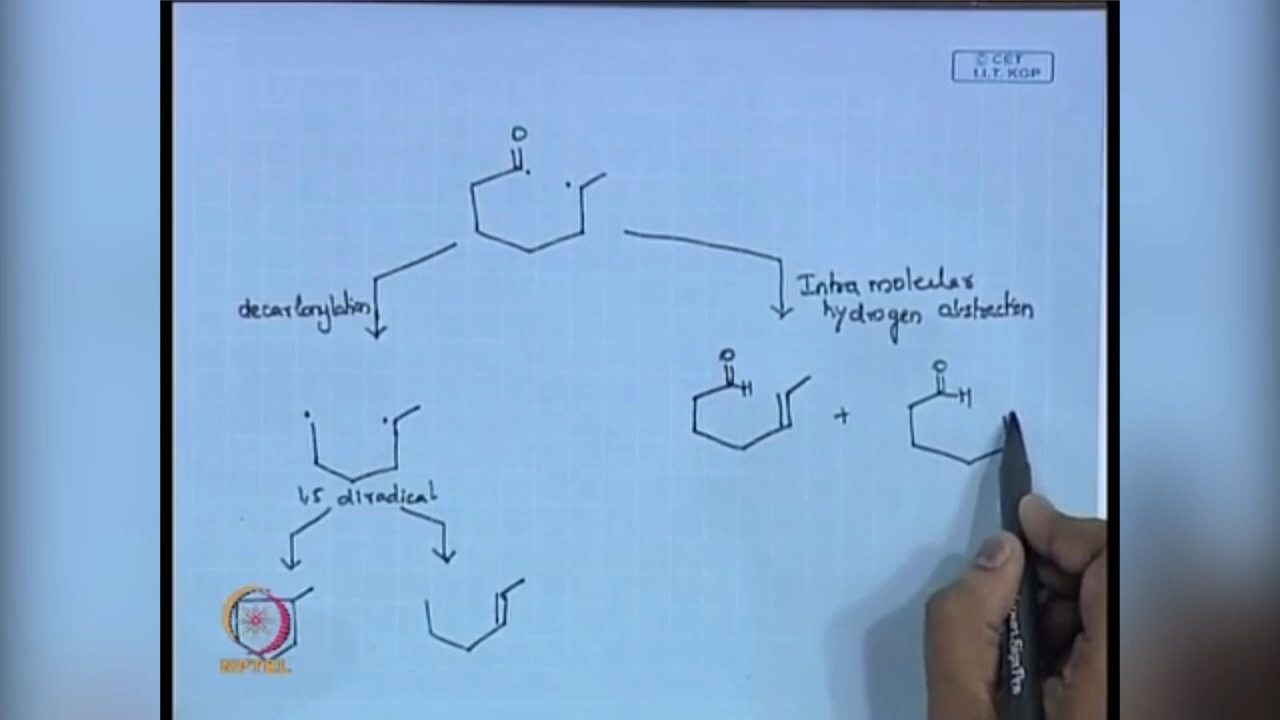 © CET
I.I.T. KGP
O
decarbonylation
Intra molecular
hydrogen abstraction
O
H
+
O
H
1,5 diradical
NPTEL